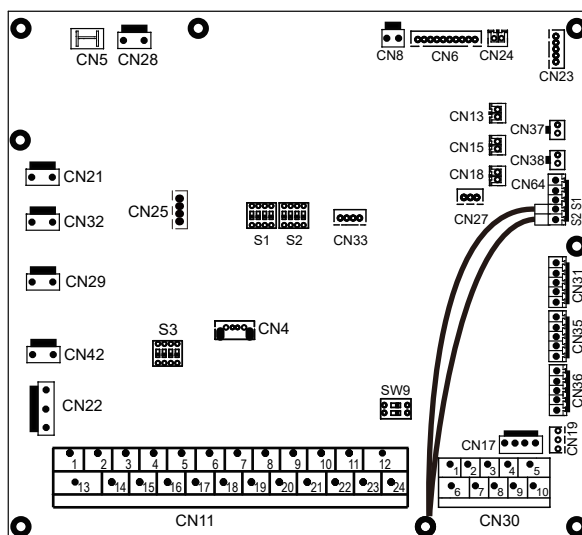 CN5
CN28
CN8
CN6
CN24
CN23
CN13
CN37
CN15
CN38
CN18
CN64
CN21
CN25
CN32
S1
S2
CN33
CN27
S2 S1
CN29
CN31
S3
CN4
CN35
CN42
CN36
SW9
CN22
CN17
CN19
1 2 3 4 5 6 7 8 9 10 11 12
13 14 15 16 17 18 19 20 21 22 23 24
CN11
1 2 3 4 5
6 7 8 9 10
CN30